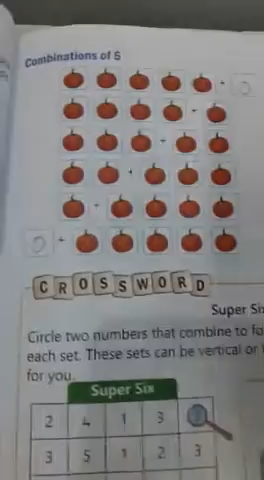 Combinations of 5
+ 0
+
+
+
+
0 +
CROSSWORD
Super Six
Circle two numbers that combine to fo
each set. These sets can be vertical or
for you.
Super Six
2 4 1 3
3 5 1 2 3